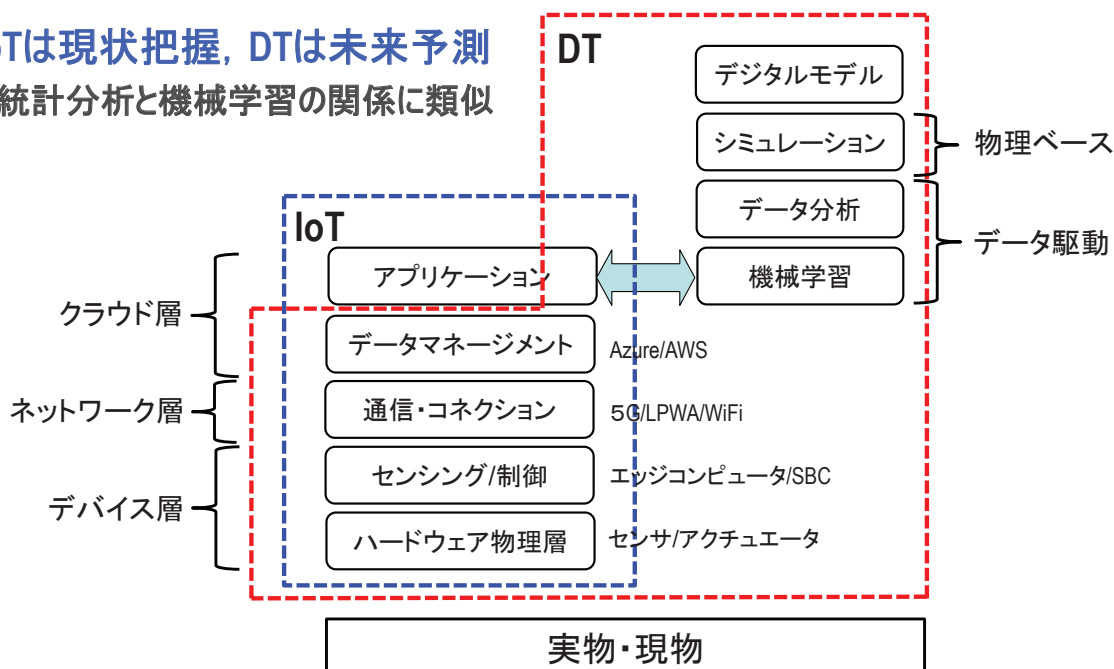 oTは現状把握, DTは未来予測
統計分析と機械学習の関係に類似
DT
デジタルモデル
シミュレーション
物理ベース
データ分析
データ駆動
機械学習
IoT
アプリケーション
クラウド層
データマネージメント
Azure/AWS
ネットワーク層
通信・コネクション
5G/LPWA/WiFi
センシング/制御
エッジコンピュータ/SBC
デバイス層
ハードウェア物理層
センサ/アクチュエータ
実物・現物